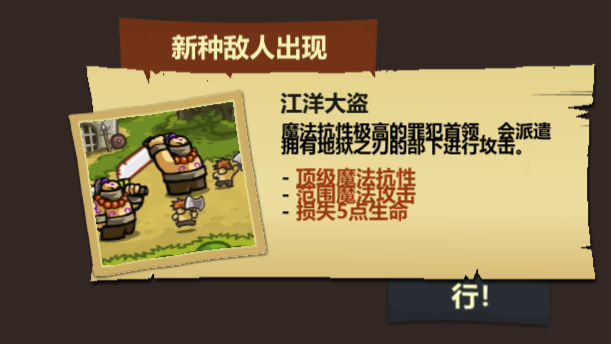 新种敌人出现
江洋大盗
魔法抗性极高的罪犯首领。会派遣
拥有地狱之刃的部下进行攻击。
- 顶级魔法抗性
- 范围魔法攻击
- 损失5点生命
行!